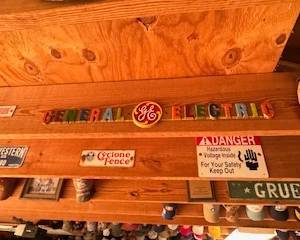 GENERAL GE ELECTRIC
DANGER
Hazardous
Voltage Inside
For Your Safety
Keep Out
Cyclone
Fence
WESTERN
GRUE